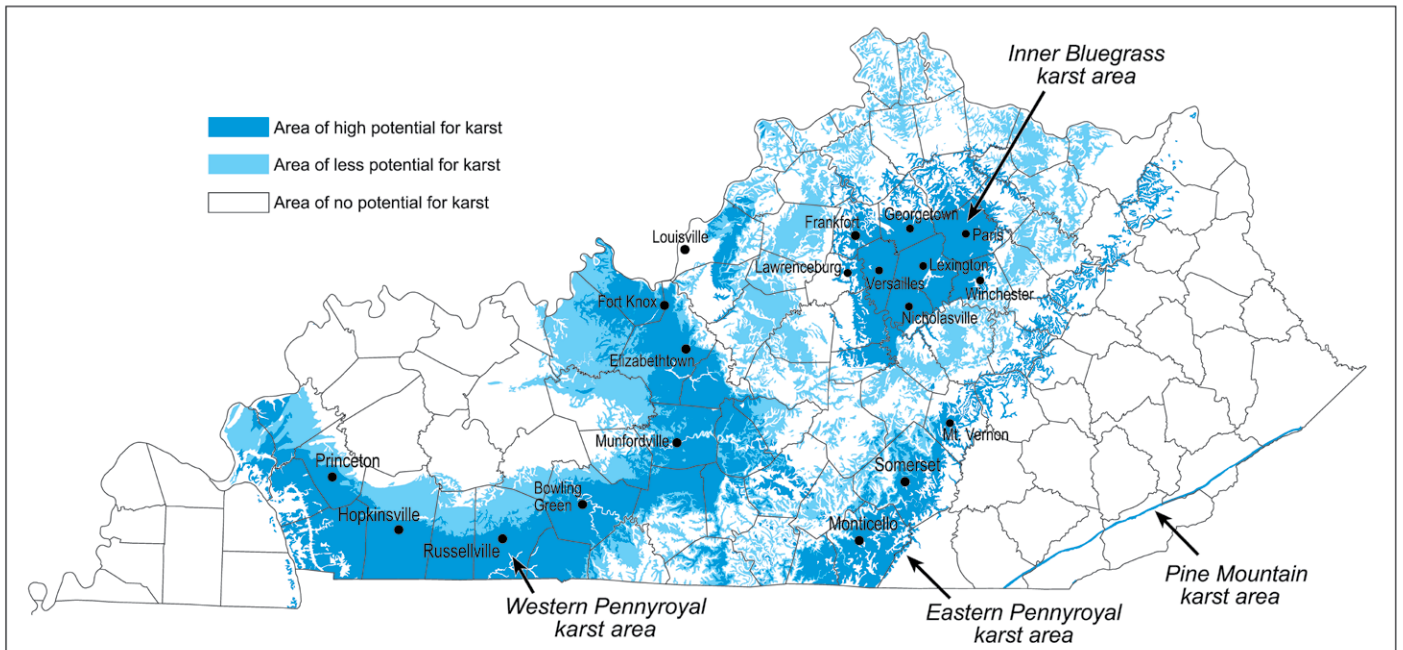 Inner Bluegrass
karst area
Area of high potential for karst
Area of less potential for karst
Area of no potential for karst
Louisville
Frankfort
Georgetown
Paris
Lawrenceburg
Versailles
Lexington
Winchester
Nicholasville
Fort Knox
Elizabethtown
Munfordville
Mt. Vernon
Princeton
Somerset
Bowling
Green
Hopkinsville
Monticello
Russellville
Western Pennyroyal
karst area
Eastern Pennyroyal
karst area
Pine Mountain
karst area